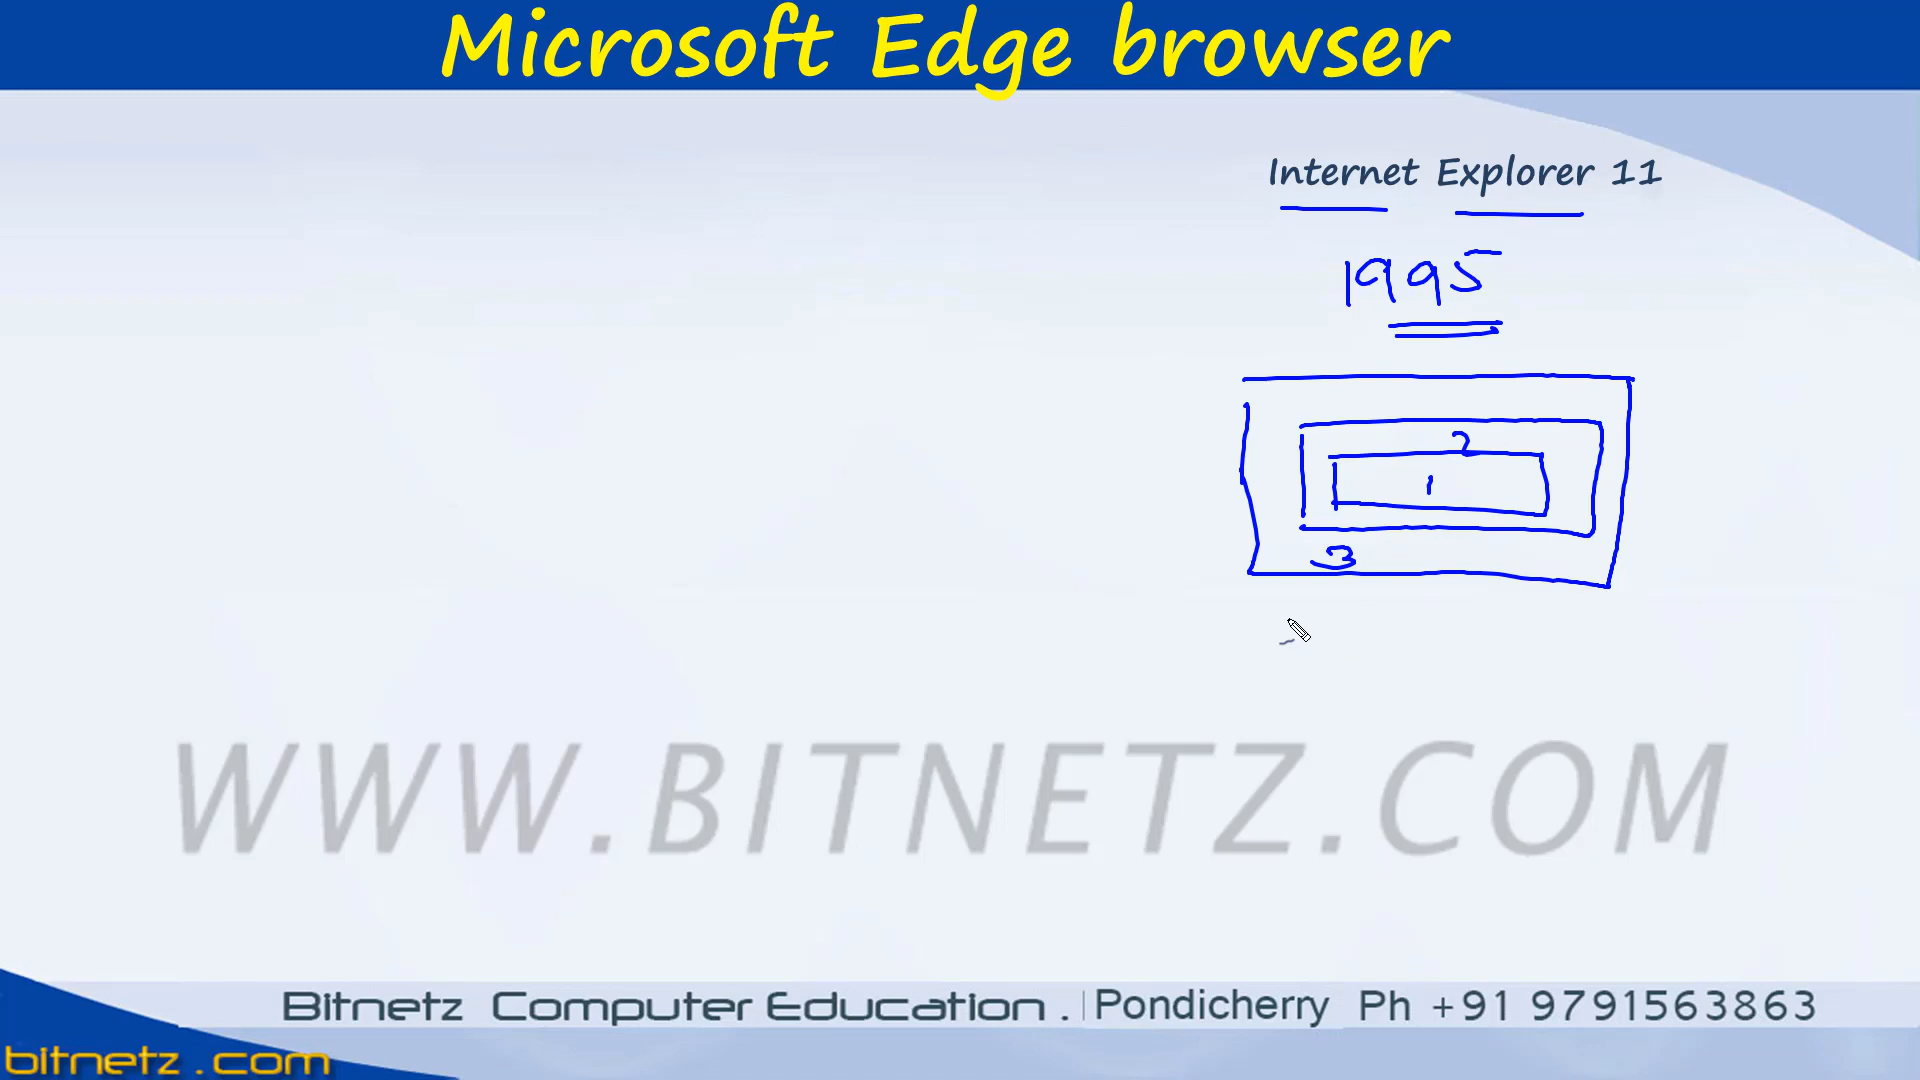 Microsoft Edge browser
Internet Explorer 11
1995
2
1
3
WWW.BITNETZ.COM
Bitnetz Computer Education . Pondicherry Ph +91 9791563863
bitnetz .com